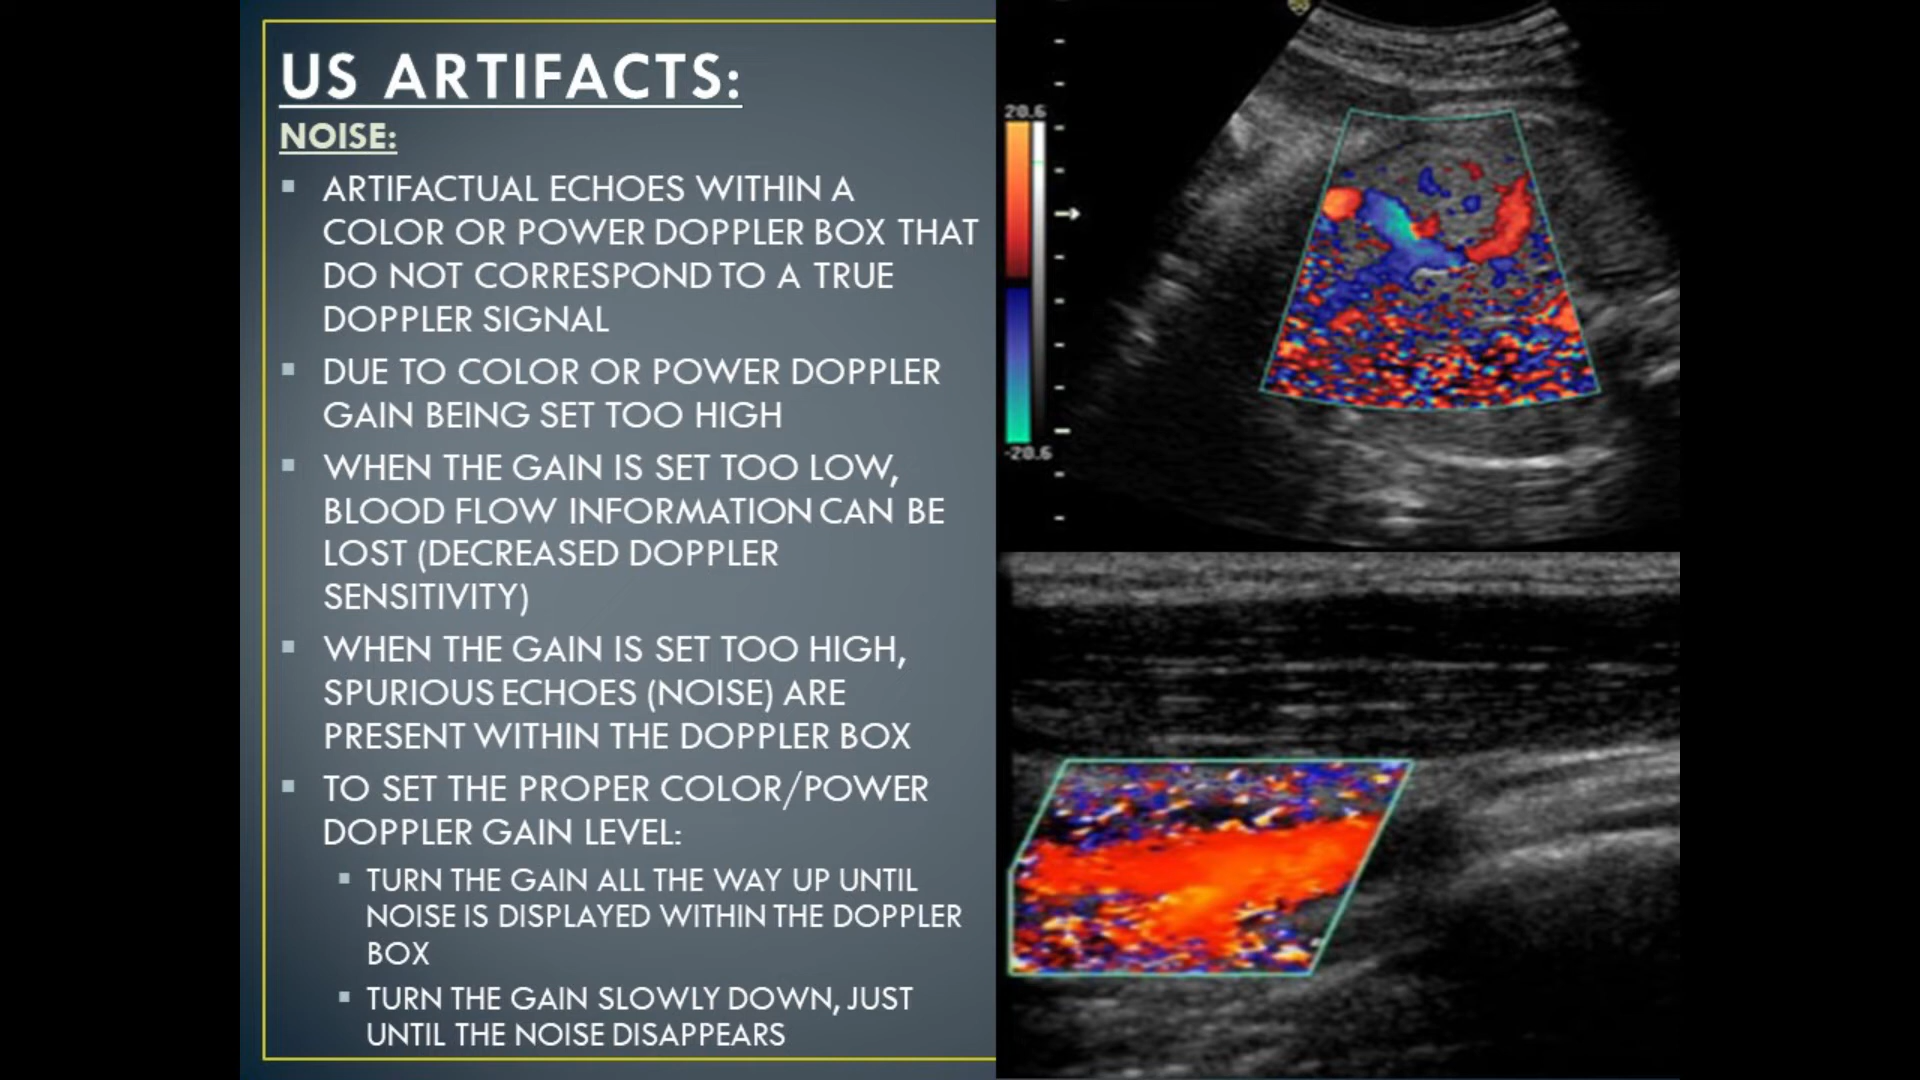 US ARTIFACTS:
NOISE:
▪ ARTIFACTUAL ECHOES WITHIN A
COLOR OR POWER DOPPLER BOX THAT
DO NOT CORRESPOND TO A TRUE
DOPPLER SIGNAL
▪ DUE TO COLOR OR POWER DOPPLER
GAIN BEING SET TOO HIGH
▪ WHEN THE GAIN IS SET TOO LOW,
BLOOD FLOW INFORMATION CAN BE
LOST (DECREASED DOPPLER
SENSITIVITY)
▪ WHEN THE GAIN IS SET TOO HIGH,
SPURIOUS ECHOES (NOISE) ARE
PRESENT WITHIN THE DOPPLER BOX
▪ TO SET THE PROPER COLOR/POWER
DOPPLER GAIN LEVEL:
▪ TURN THE GAIN ALL THE WAY UP UNTIL
NOISE IS DISPLAYED WITHIN THE DOPPLER
BOX
▪ TURN THE GAIN SLOWLY DOWN, JUST
UNTIL THE NOISE DISAPPEARS
20.6
-20.6